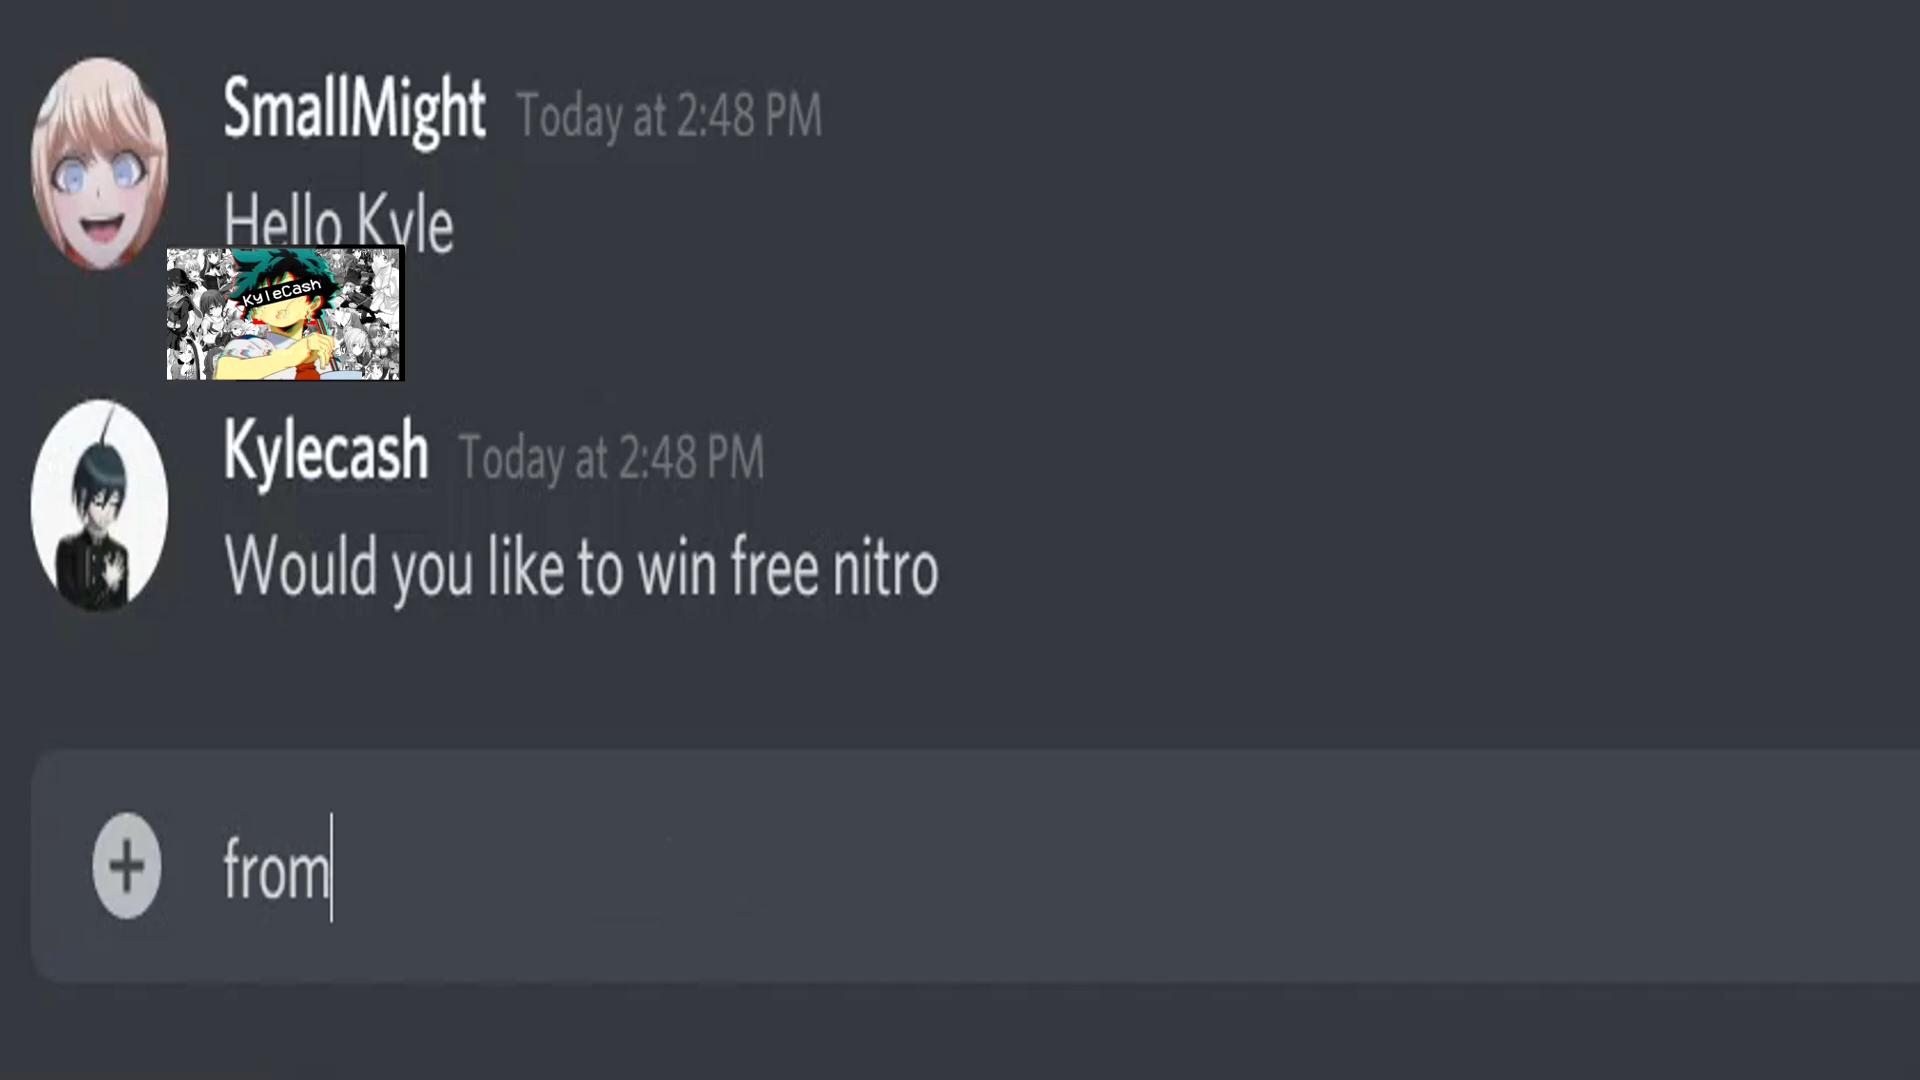 SmallMight Today at 2:48 PM
Hello Kyle
KyleCash
Kylecash Today at 2:48 PM
Would you like to win free nitro
from